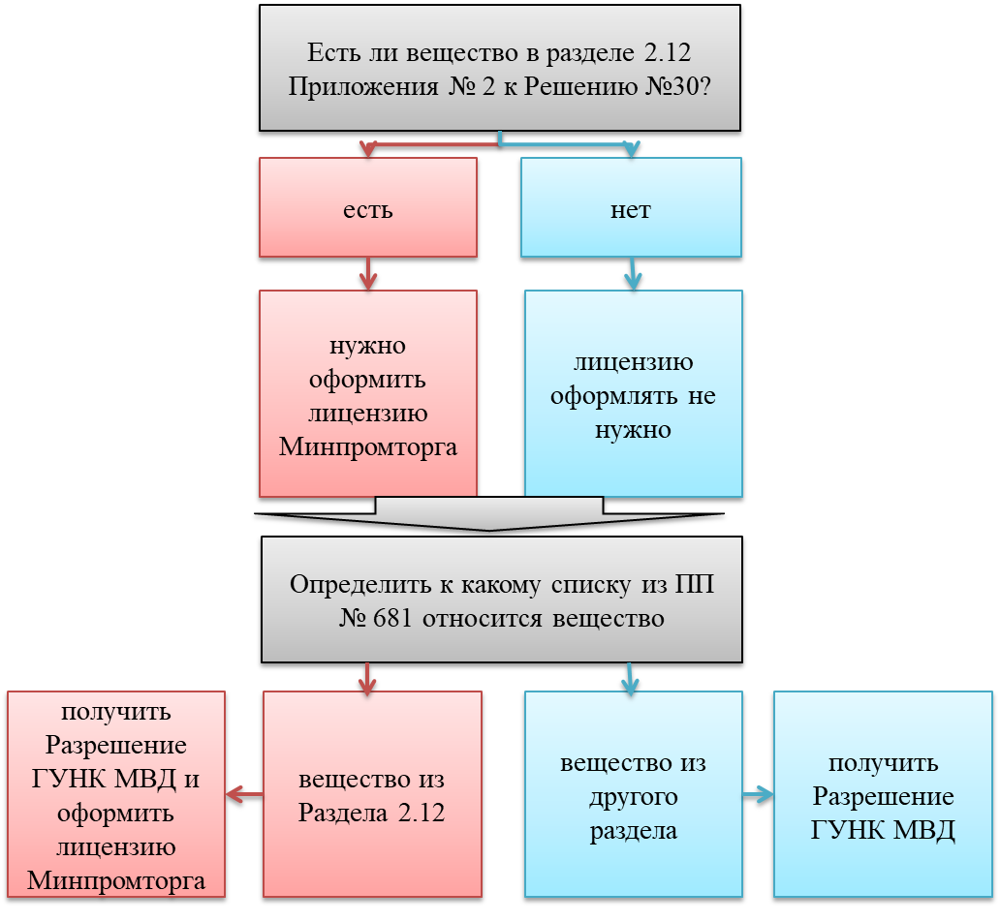 Есть ли вещество в разделе 2.12
Приложения № 2 к Решению №30?
есть
нет
нужно
оформить
лицензию
Минпромторга
лицензию
оформлять не
нужно
Определить к какому списку из ПП
№ 681 относится вещество
получить
Разрешение
ГУНК МВД и
оформить
лицензию
Минпромторга
вещество из
Раздела 2.12
вещество из
другого
раздела
получить
Разрешение
ГУНК МВД